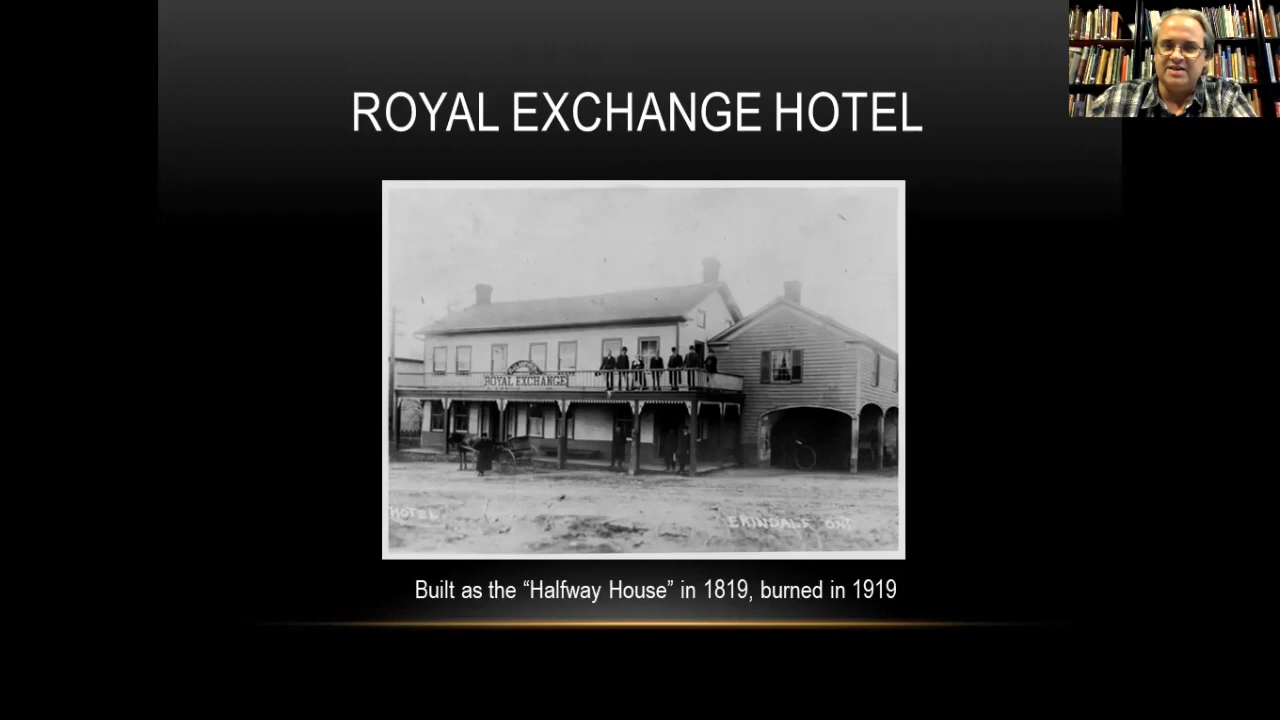 ROYAL EXCHANGE HOTEL
ROYAL EXCHANGE
HOTEL
ERINDALE ONT
Built as the “Halfway House” in 1819, burned in 1919